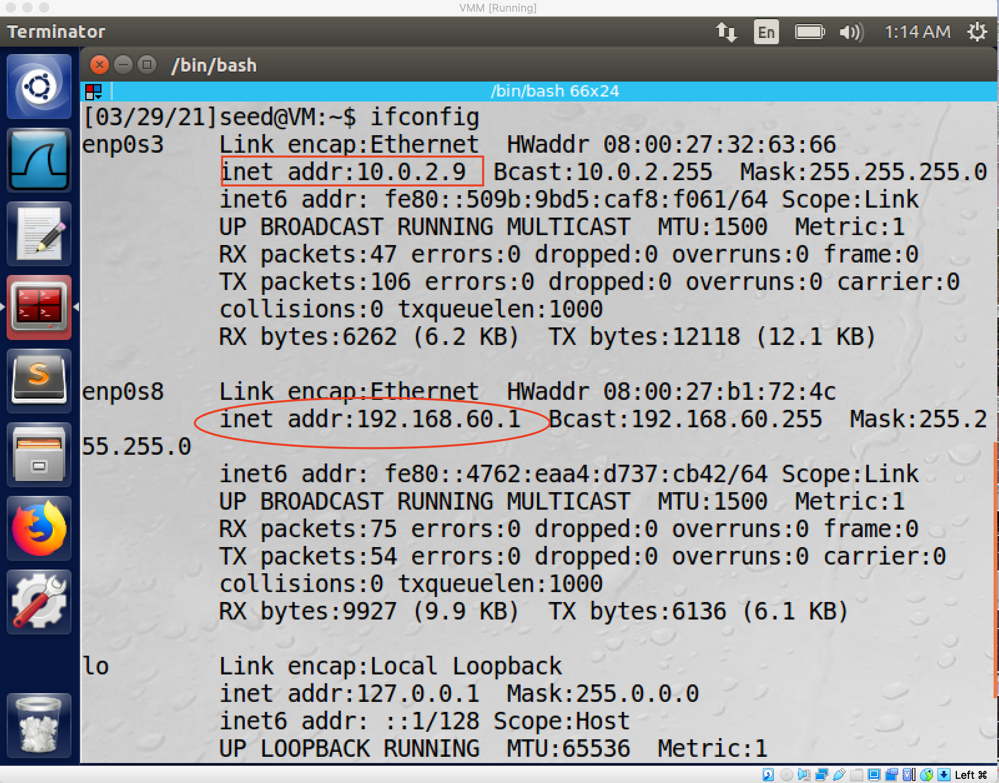 VMM [Running]
Terminator
En
1:14 AM
/bin/bash
/bin/bash 66x24
[03/29/21]seed@VM:~$ ifconfig
enp0s3 Link encap:Ethernet HWaddr 08:00:27:32:63:66
inet addr:10.0.2.9 Bcast:10.0.2.255 Mask:255.255.255.0
inet6 addr: fe80::509b:9bd5:caf8:f061/64 Scope:Link
UP BROADCAST RUNNING MULTICAST MTU:1500 Metric:1
RX packets:47 errors:0 dropped:0 overruns:0 frame:0
TX packets:106 errors:0 dropped:0 overruns:0 carrier:0
collisions:0 txqueuelen:1000
RX bytes:6262 (6.2 KB) TX bytes:12118 (12.1 KB)
enp0s8 Link encap:Ethernet HWaddr 08:00:27:b1:72:4c
inet addr:192.168.60.1 Bcast:192.168.60.255 Mask:255.2
55.255.0
inet6 addr: fe80::4762:eaa4:d737:cb42/64 Scope:Link
UP BROADCAST RUNNING MULTICAST MTU:1500 Metric:1
RX packets:75 errors:0 dropped:0 overruns:0 frame:0
TX packets:54 errors:0 dropped:0 overruns:0 carrier:0
collisions:0 txqueuelen:1000
RX bytes:9927 (9.9 KB) TX bytes:6136 (6.1 KB)
lo Link encap:Local Loopback
inet addr:127.0.0.1 Mask:255.0.0.0
inet6 addr: ::1/128 Scope:Host
UP LOOPBACK RUNNING MTU:65536 Metric:1
Left ⌘